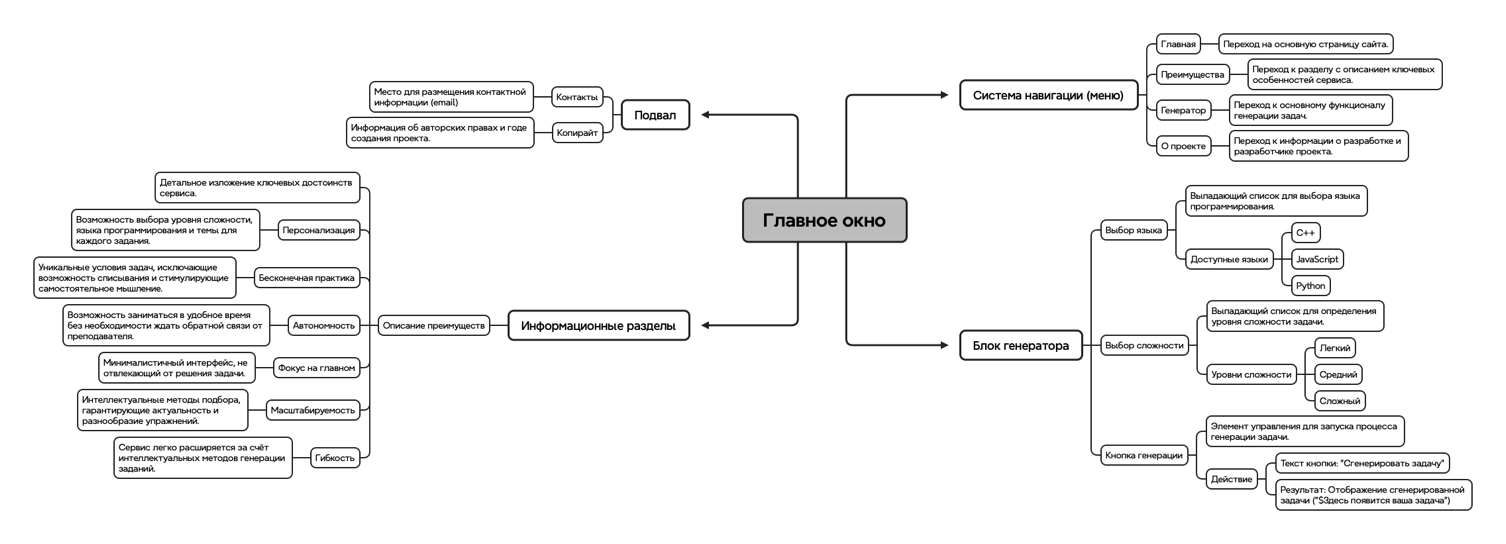 Главное окно
Система навигации (меню)
Главная
Переход на основную страницу сайта.
Преимущества
Переход к разделу с описанием ключевых
особенностей сервиса.
Генератор
Переход к основному функционалу
генерации задач.
О проекте
Переход к информации о разработке и
разработчике проекта.
Блок генератора
Выбор языка
Выпадающий список для выбора языка
программирования.
Доступные языки
C++
JavaScript
Python
Выбор сложности
Выпадающий список для определения
уровня сложности задачи.
Уровни сложности
Легкий
Средний
Сложный
Кнопка генерации
Элемент управления для запуска процесса
генерации задачи.
Действие
Текст кнопки: "Сгенерировать задачу"
Результат: Отображение сгенерированной
задачи ("$Здесь появится ваша задача")
Подвал
Контакты
Место для размещения контактной
информации (email)
Копирайт
Информация об авторских правах и годе
создания проекта.
Информационные разделы
Описание преимуществ
Детальное изложение ключевых достоинств
сервиса.
Персонализация
Возможность выбора уровня сложности,
языка программирования и темы для
каждого задания.
Бесконечная практика
Уникальные условия задач, исключающие
возможность списывания и стимулирующие
самостоятельное мышление.
Автономность
Возможность заниматься в удобное время
без необходимости ждать обратной связи от
преподавателя.
Фокус на главном
Минималистичный интерфейс, не
отвлекающий от решения задачи.
Масштабируемость
Интеллектуальные методы подбора,
гарантирующие актуальность и
разнообразие упражнений.
Гибкость
Сервис легко расширяется за счёт
интеллектуальных методов генерации
заданий.